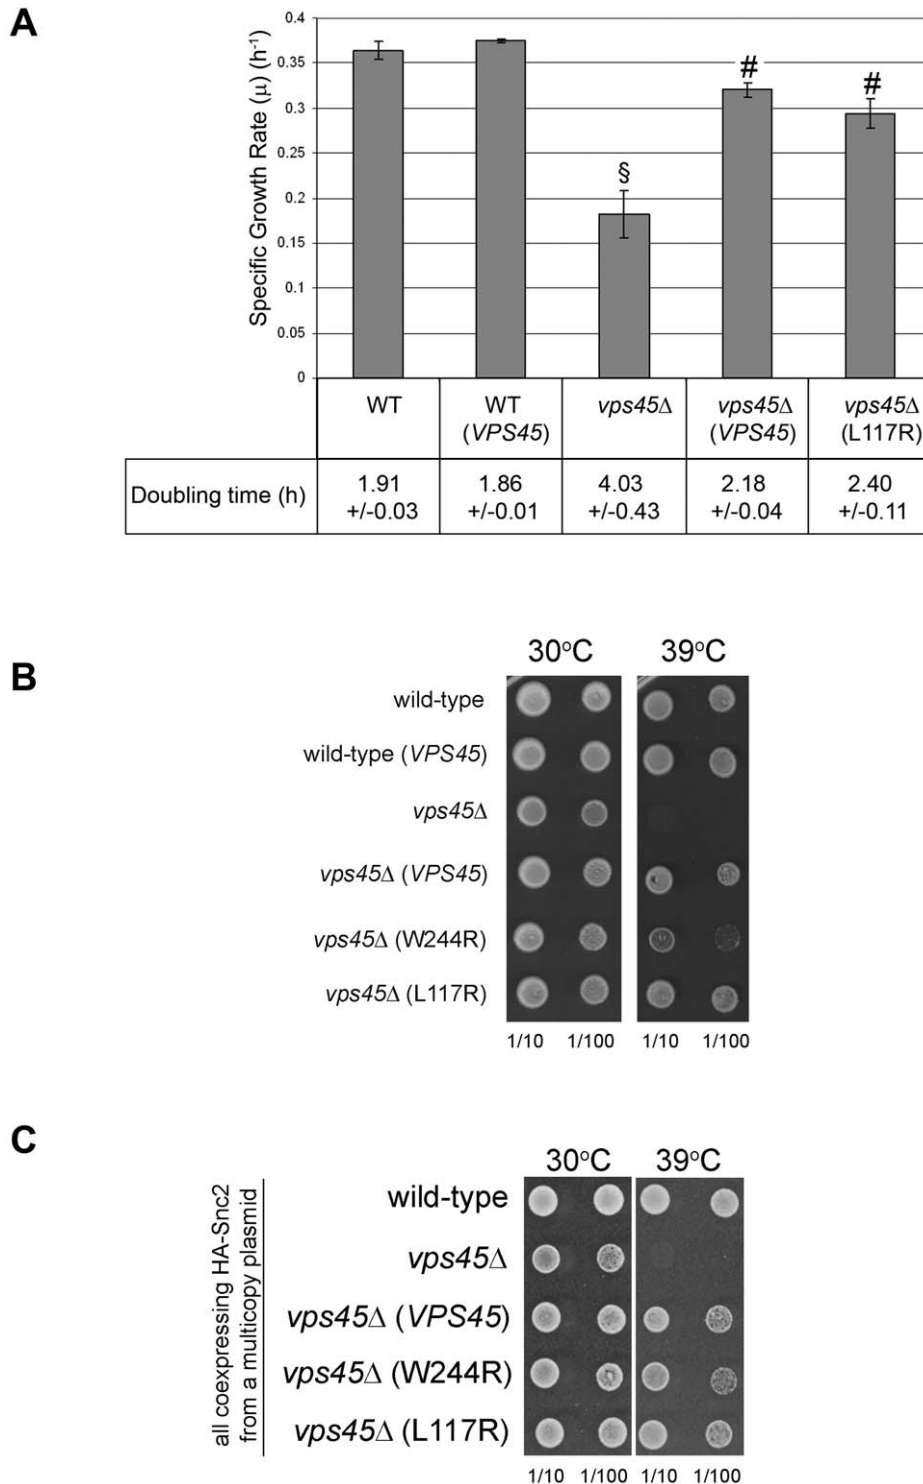 A
Specific Growth Rate (μ) (h⁻¹)
0.4
0.35
0.3
0.25
0.2
0.15
0.1
0.05
0
§
#
#
WT
WT
(VPS45)
vps45Δ
vps45Δ
(VPS45)
vps45Δ
(L117R)
Doubling time (h)
1.91
+/-0.03
1.86
+/-0.01
4.03
+/-0.43
2.18
+/-0.04
2.40
+/-0.11
B
30°C 39°C
wild-type
wild-type (VPS45)
vps45Δ
vps45Δ (VPS45)
vps45Δ (W244R)
vps45Δ (L117R)
1/10 1/100 1/10 1/100
C
all coexpressing HA-Snc2
from a multicopy plasmid
30°C 39°C
wild-type
vps45Δ
vps45Δ (VPS45)
vps45Δ (W244R)
vps45Δ (L117R)
1/10 1/100 1/10 1/100